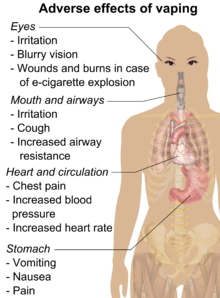 Adverse effects of vaping
Eyes
- Irritation
- Blurry vision
- Wounds and burns in case
of e-cigarette explosion
Mouth and airways
- Irritation
- Cough
- Increased airway
resistance
Heart and circulation
- Chest pain
- Increased blood
pressure
- Increased heart rate
Stomach
- Vomiting
- Nausea
- Pain